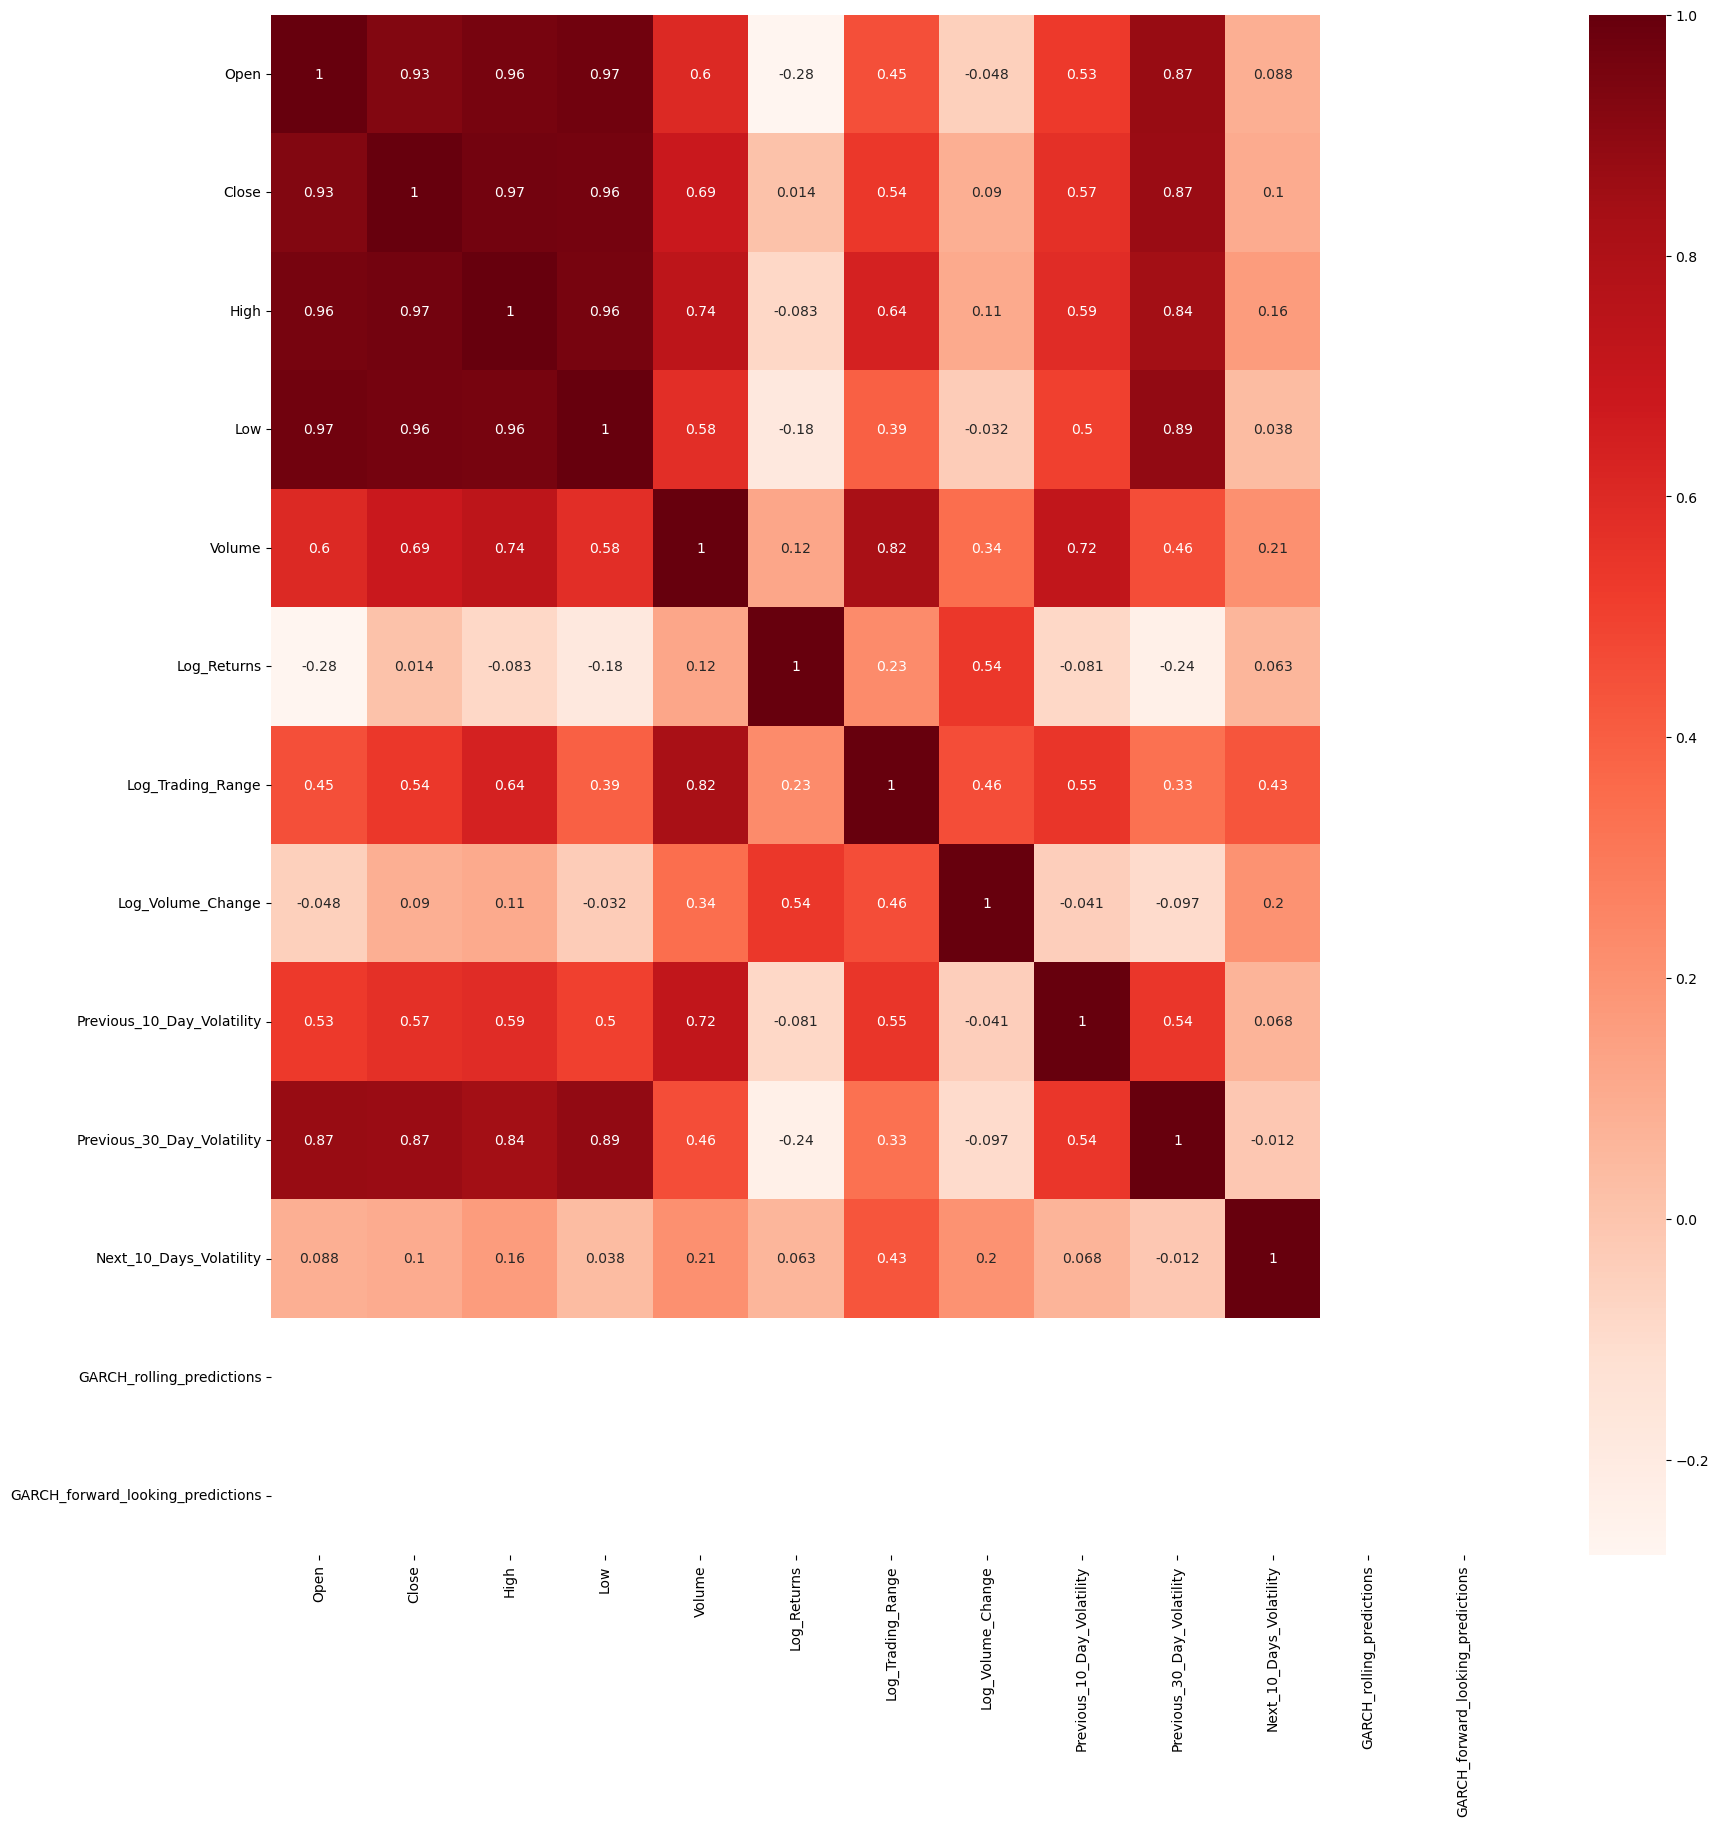 Open 1 0.93 0.96 0.97 0.6 -0.28 0.45 -0.048 0.53 0.87 0.088
Close 0.93 1 0.97 0.96 0.69 0.014 0.54 0.09 0.57 0.87 0.1
High 0.96 0.97 1 0.96 0.74 -0.083 0.64 0.11 0.59 0.84 0.16
Low 0.97 0.96 0.96 1 0.58 -0.18 0.39 -0.032 0.5 0.89 0.038
Volume 0.6 0.69 0.74 0.58 1 0.12 0.82 0.34 0.72 0.46 0.21
Log_Returns -0.28 0.014 -0.083 -0.18 0.12 1 0.23 0.54 -0.081 -0.24 0.063
Log_Trading_Range 0.45 0.54 0.64 0.39 0.82 0.23 1 0.46 0.55 0.33 0.43
Log_Volume_Change -0.048 0.09 0.11 -0.032 0.34 0.54 0.46 1 -0.041 -0.097 0.2
Previous_10_Day_Volatility 0.53 0.57 0.59 0.5 0.72 -0.081 0.55 -0.041 1 0.54 0.068
Previous_30_Day_Volatility 0.87 0.87 0.84 0.89 0.46 -0.24 0.33 -0.097 0.54 1 -0.012
Next_10_Days_Volatility 0.088 0.1 0.16 0.038 0.21 0.063 0.43 0.2 0.068 -0.012 1
GARCH_rolling_predictions
GARCH_forward_looking_predictions
Open
Close
High
Low
Volume
Log_Returns
Log_Trading_Range
Log_Volume_Change
Previous_10_Day_Volatility
Previous_30_Day_Volatility
Next_10_Days_Volatility
GARCH_rolling_predictions
GARCH_forward_looking_predictions
1.0
0.8
0.6
0.4
0.2
0.0
−0.2